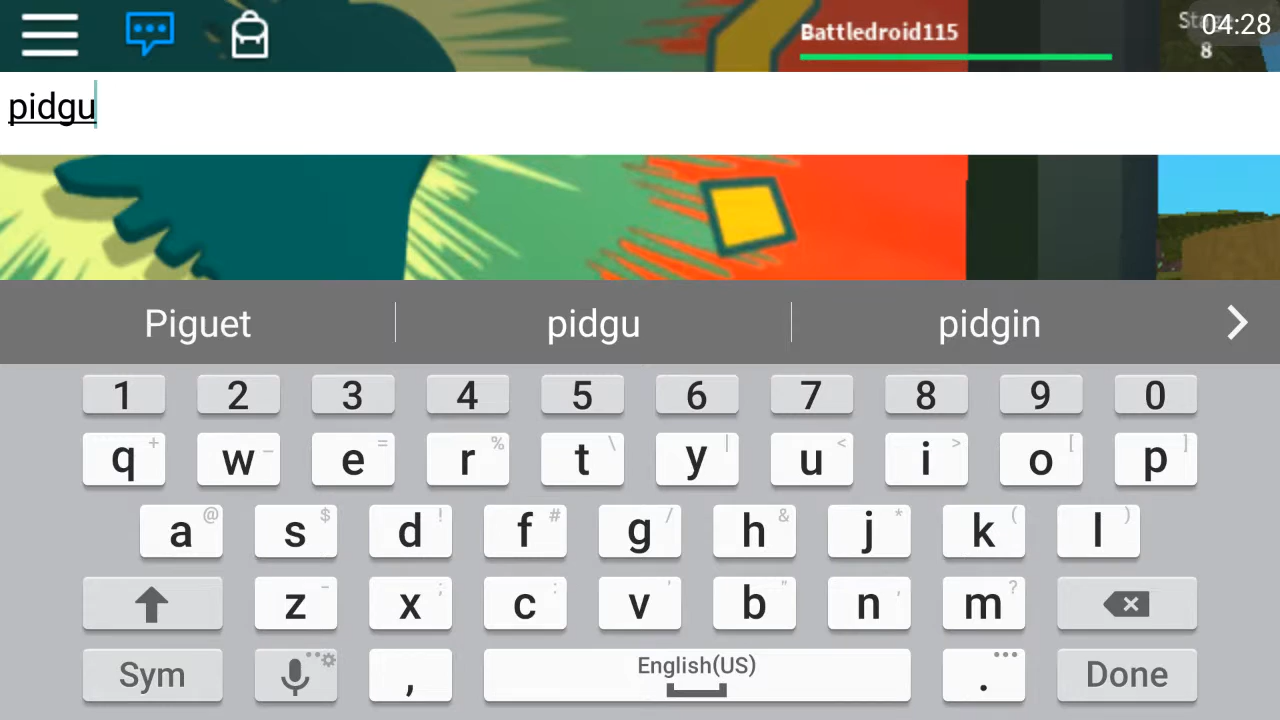 Battledroid115
Stage
8
04:28
pidgu
Piguet
pidgu
pidgin
1 2 3 4 5 6 7 8 9 0
q + w _ e = r % t \ y | u < i > o [ p ]
a @ s $ d ! f # g / h & j * k ( l )
z - x ; c : v ' b " n , m ?
Sym , English(US) . Done